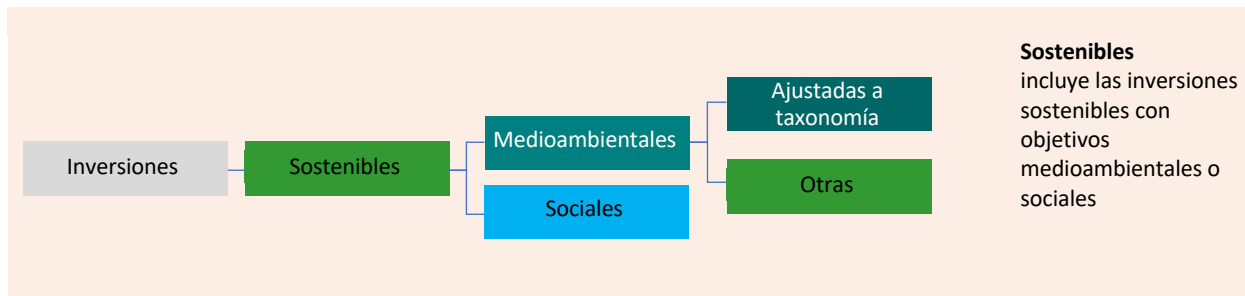 Inversiones
Sostenibles
Medioambientales
Sociales
Ajustadas a
taxonomía
Otras
Sostenibles
incluye las inversiones
sostenibles con
objetivos
medioambientales o
sociales